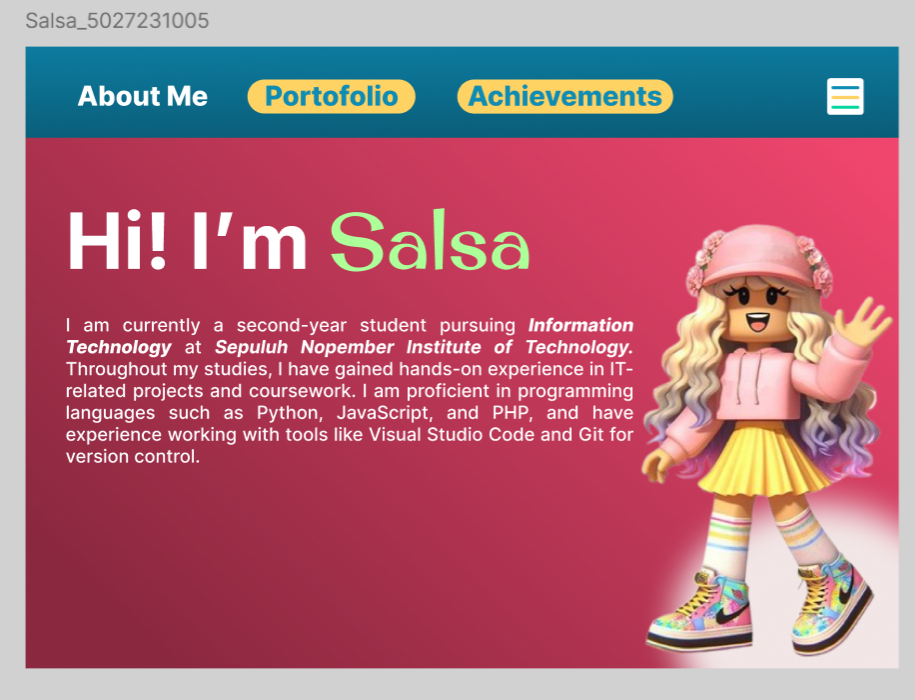 Salsa_5027231005
About Me Portofolio Achievements
Hi! I’m Salsa
I am currently a second-year student pursuing Information
Technology at Sepuluh Nopember Institute of Technology.
Throughout my studies, I have gained hands-on experience in IT-
related projects and coursework. I am proficient in programming
languages such as Python, JavaScript, and PHP, and have
experience working with tools like Visual Studio Code and Git for
version control.